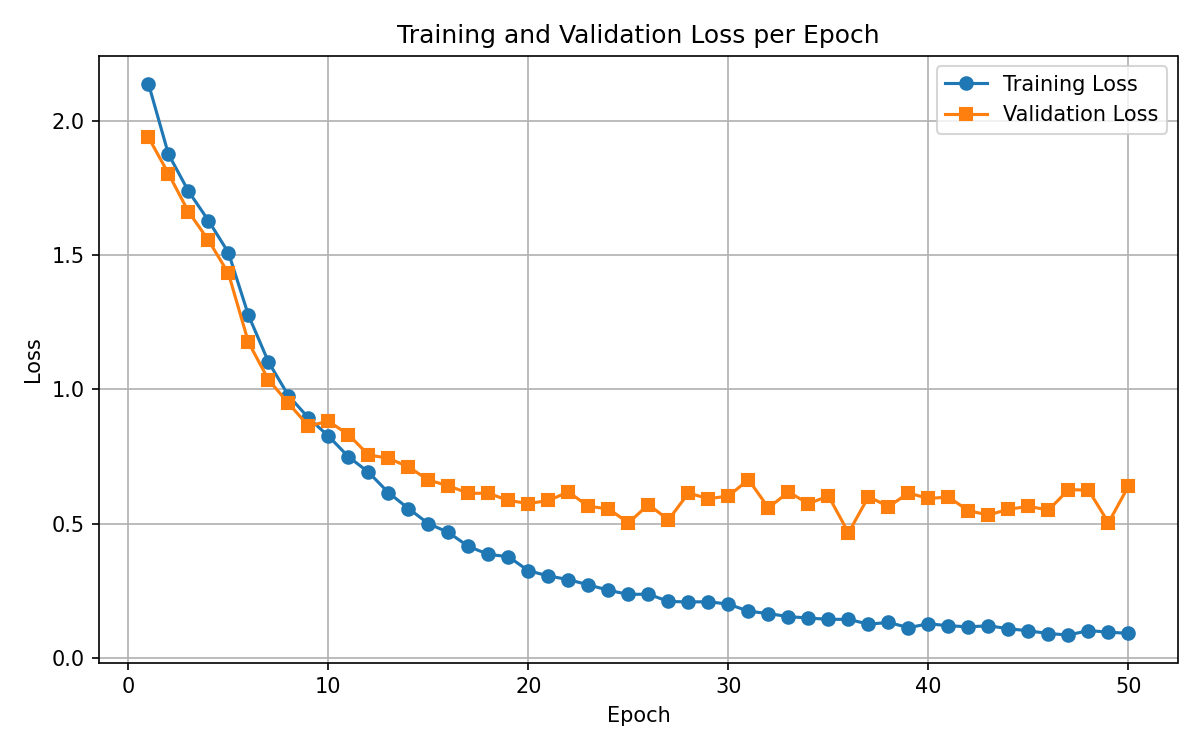 Training and Validation Loss per Epoch
Training Loss
Validation Loss
Loss
2.0
1.5
1.0
0.5
0.0
0 10 20 30 40 50
Epoch